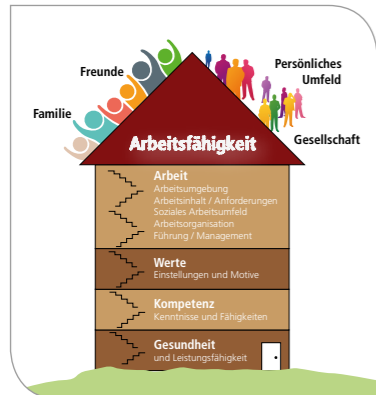 Freunde
Familie
Persönliches
Umfeld
Gesellschaft
Arbeitsfähigkeit
Arbeit
Arbeitsumgebung
Arbeitsinhalt / Anforderungen
Soziales Arbeitsumfeld
Arbeitsorganisation
Führung / Management
Werte
Einstellungen und Motive
Kompetenz
Kenntnisse und Fähigkeiten
Gesundheit
und Leistungsfähigkeit